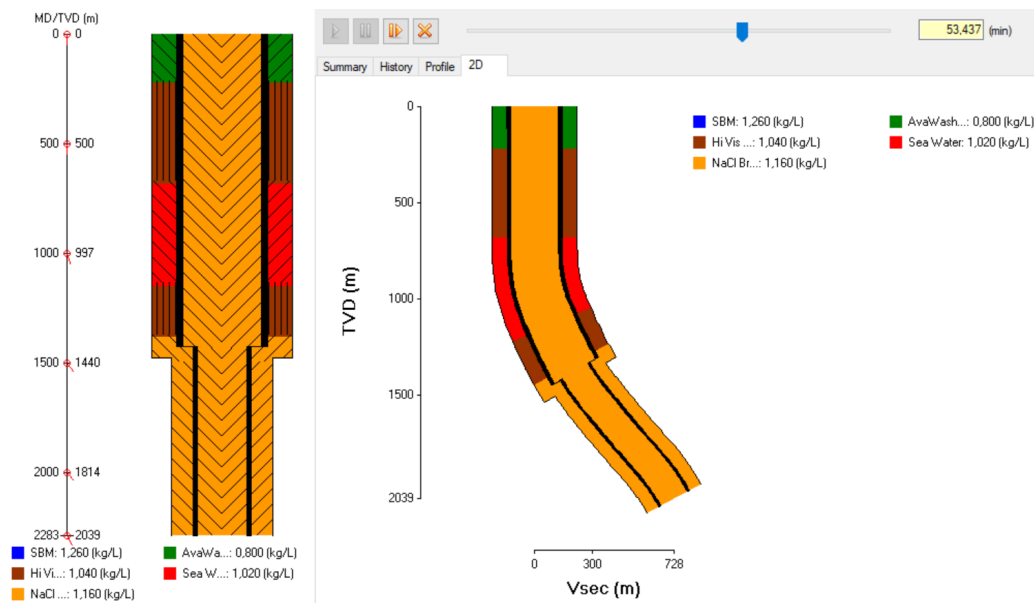 MD/TVD (m)
0 0
500 500
1000 997
1500 1440
2000 1814
2283 2039
SBM: 1,260 (kg/L)
AvaWa...: 0,800 (kg/L)
Hi Vi...: 1,040 (kg/L)
Sea W...: 1,020 (kg/L)
NaCl ...: 1,160 (kg/L)
53,437 (min)
Summary History Profile 2D
SBM: 1,260 (kg/L)
AvaWash...: 0,800 (kg/L)
Hi Vis ...: 1,040 (kg/L)
Sea Water: 1,020 (kg/L)
NaCl Br...: 1,160 (kg/L)
TVD (m)
0
500
1000
1500
2039
0 300 728
Vsec (m)